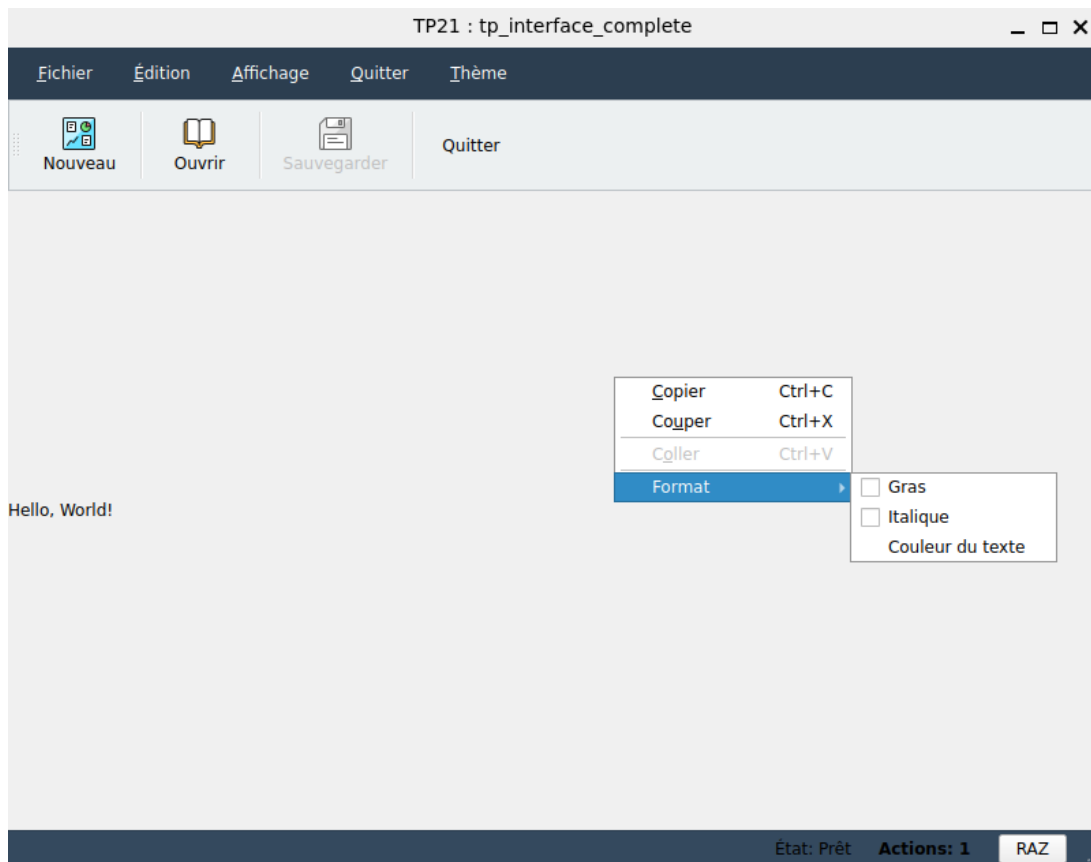 TP21 : tp_interface_complete
Fichier Édition Affichage Quitter Thème
Nouveau Ouvrir Sauvegarder Quitter
Copier Ctrl+C
Couper Ctrl+X
Coller Ctrl+V
Format
Gras
Italique
Couleur du texte
Hello, World!
État: Prêt Actions: 1 RAZ